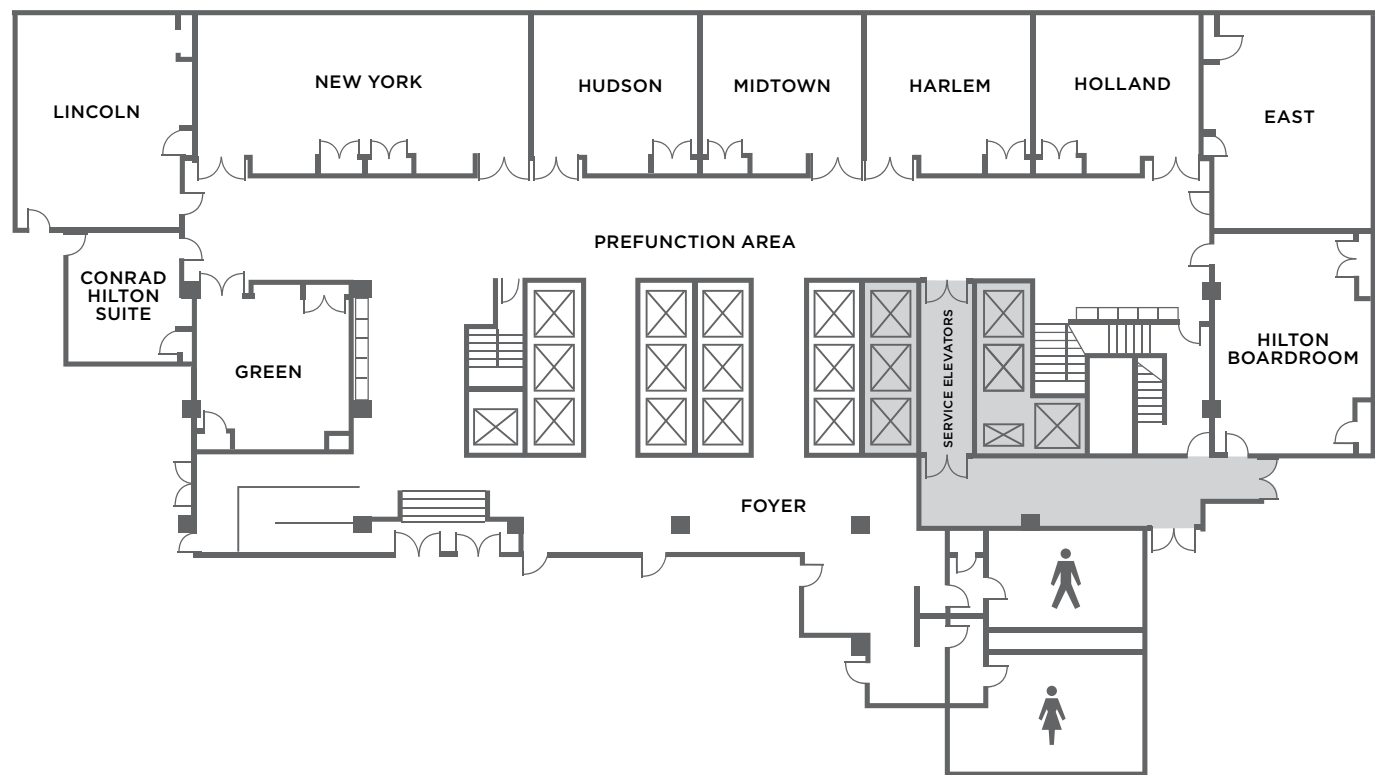 NEW YORK
HUDSON
MIDTOWN
HARLEM
HOLLAND
LINCOLN
EAST
PREFUNCTION AREA
CONRAD
HILTON
SUITE
GREEN
SERVICE ELEVATORS
HILTON
BOARDROOM
FOYER